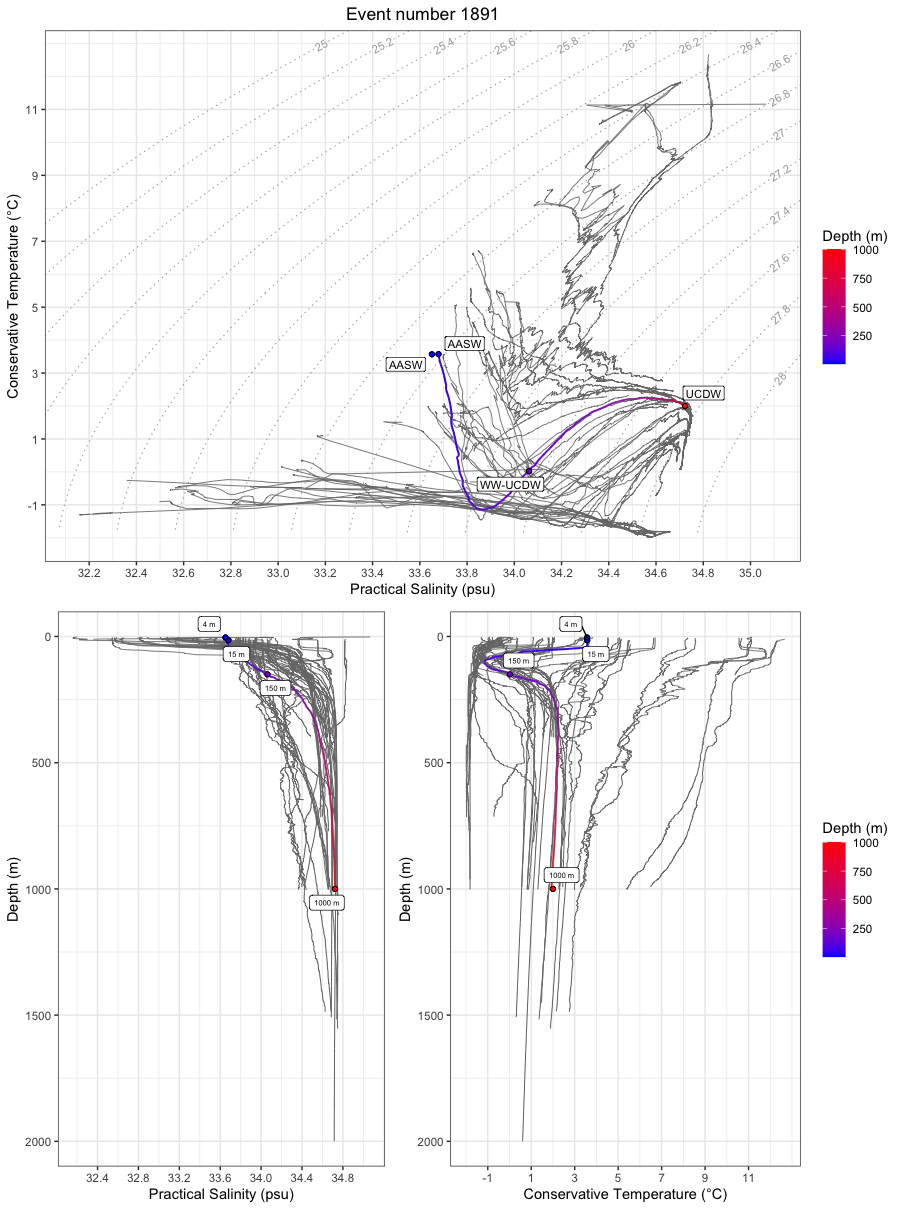 Event number 1891
25
25.2
25.4
25.6
25.8
26
26.2
26.4
26.6
26.8
27
27.2
27.4
27.6
27.8
28
11
9
7
5
3
1
-1
Conservative Temperature (°C)
AASW
AASW
UCDW
WW-UCDW
32.2 32.4 32.6 32.8 33.0 33.2 33.4 33.6 33.8 34.0 34.2 34.4 34.6 34.8 35.0
Practical Salinity (psu)
Depth (m)
1000
750
500
250
0
500
1000
1500
2000
Depth (m)
4 m
15 m
150 m
1000 m
32.4 32.8 33.2 33.6 34.0 34.4 34.8
Practical Salinity (psu)
0
500
1000
1500
2000
Depth (m)
4 m
15 m
150 m
1000 m
-1 1 3 5 7 9 11
Conservative Temperature (°C)
Depth (m)
1000
750
500
250